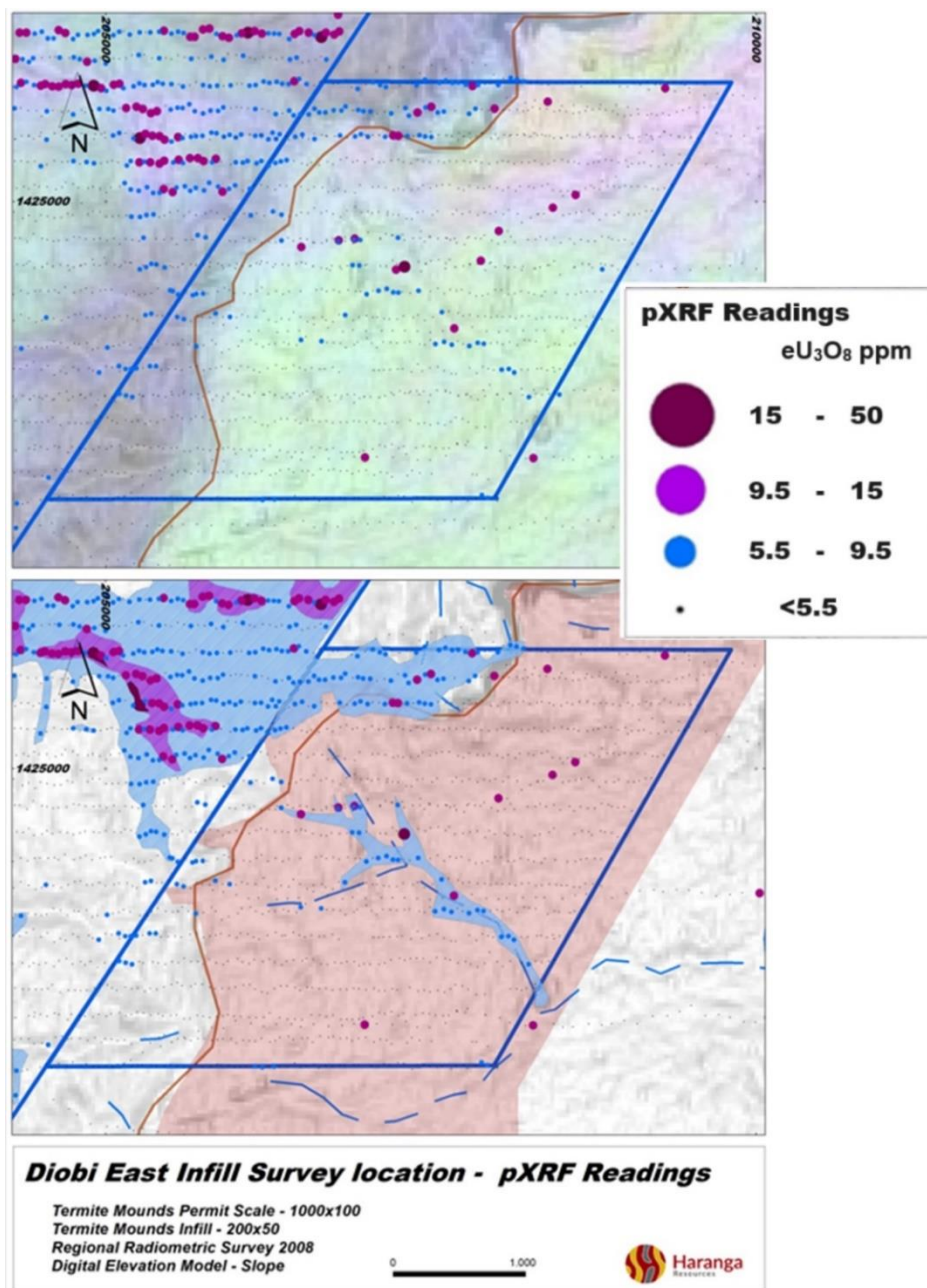 205000
210000
N
1425000
pXRF Readings
eU₃O₈ ppm
15 - 50
9.5 - 15
5.5 - 9.5
<5.5
205000
N
1425000
Diobi East Infill Survey location - pXRF Readings
Termite Mounds Permit Scale - 1000x100
Termite Mounds Infill - 200x50
Regional Radiometric Survey 2008
Digital Elevation Model - Slope
0 1.000
Haranga
Resources